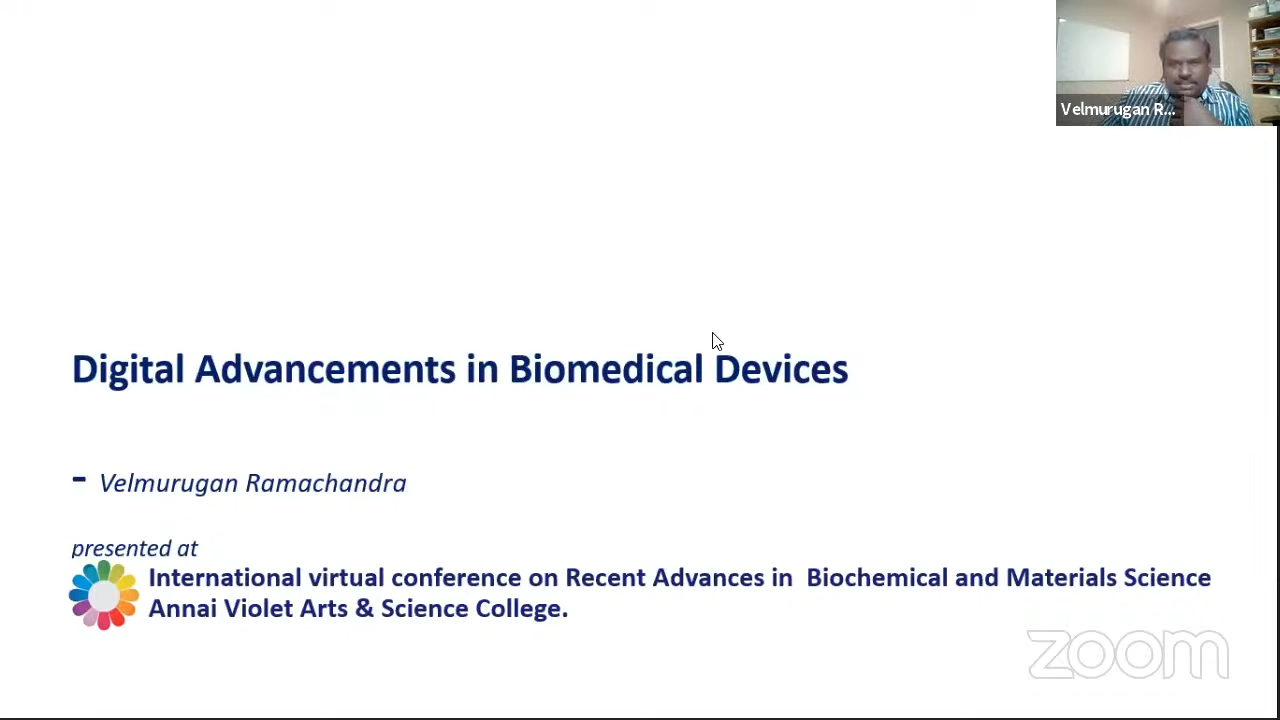 Velmurugan R...
Digital Advancements in Biomedical Devices
- Velmurugan Ramachandra
presented at
International virtual conference on Recent Advances in Biochemical and Materials Science
Annai Violet Arts & Science College.
zoom